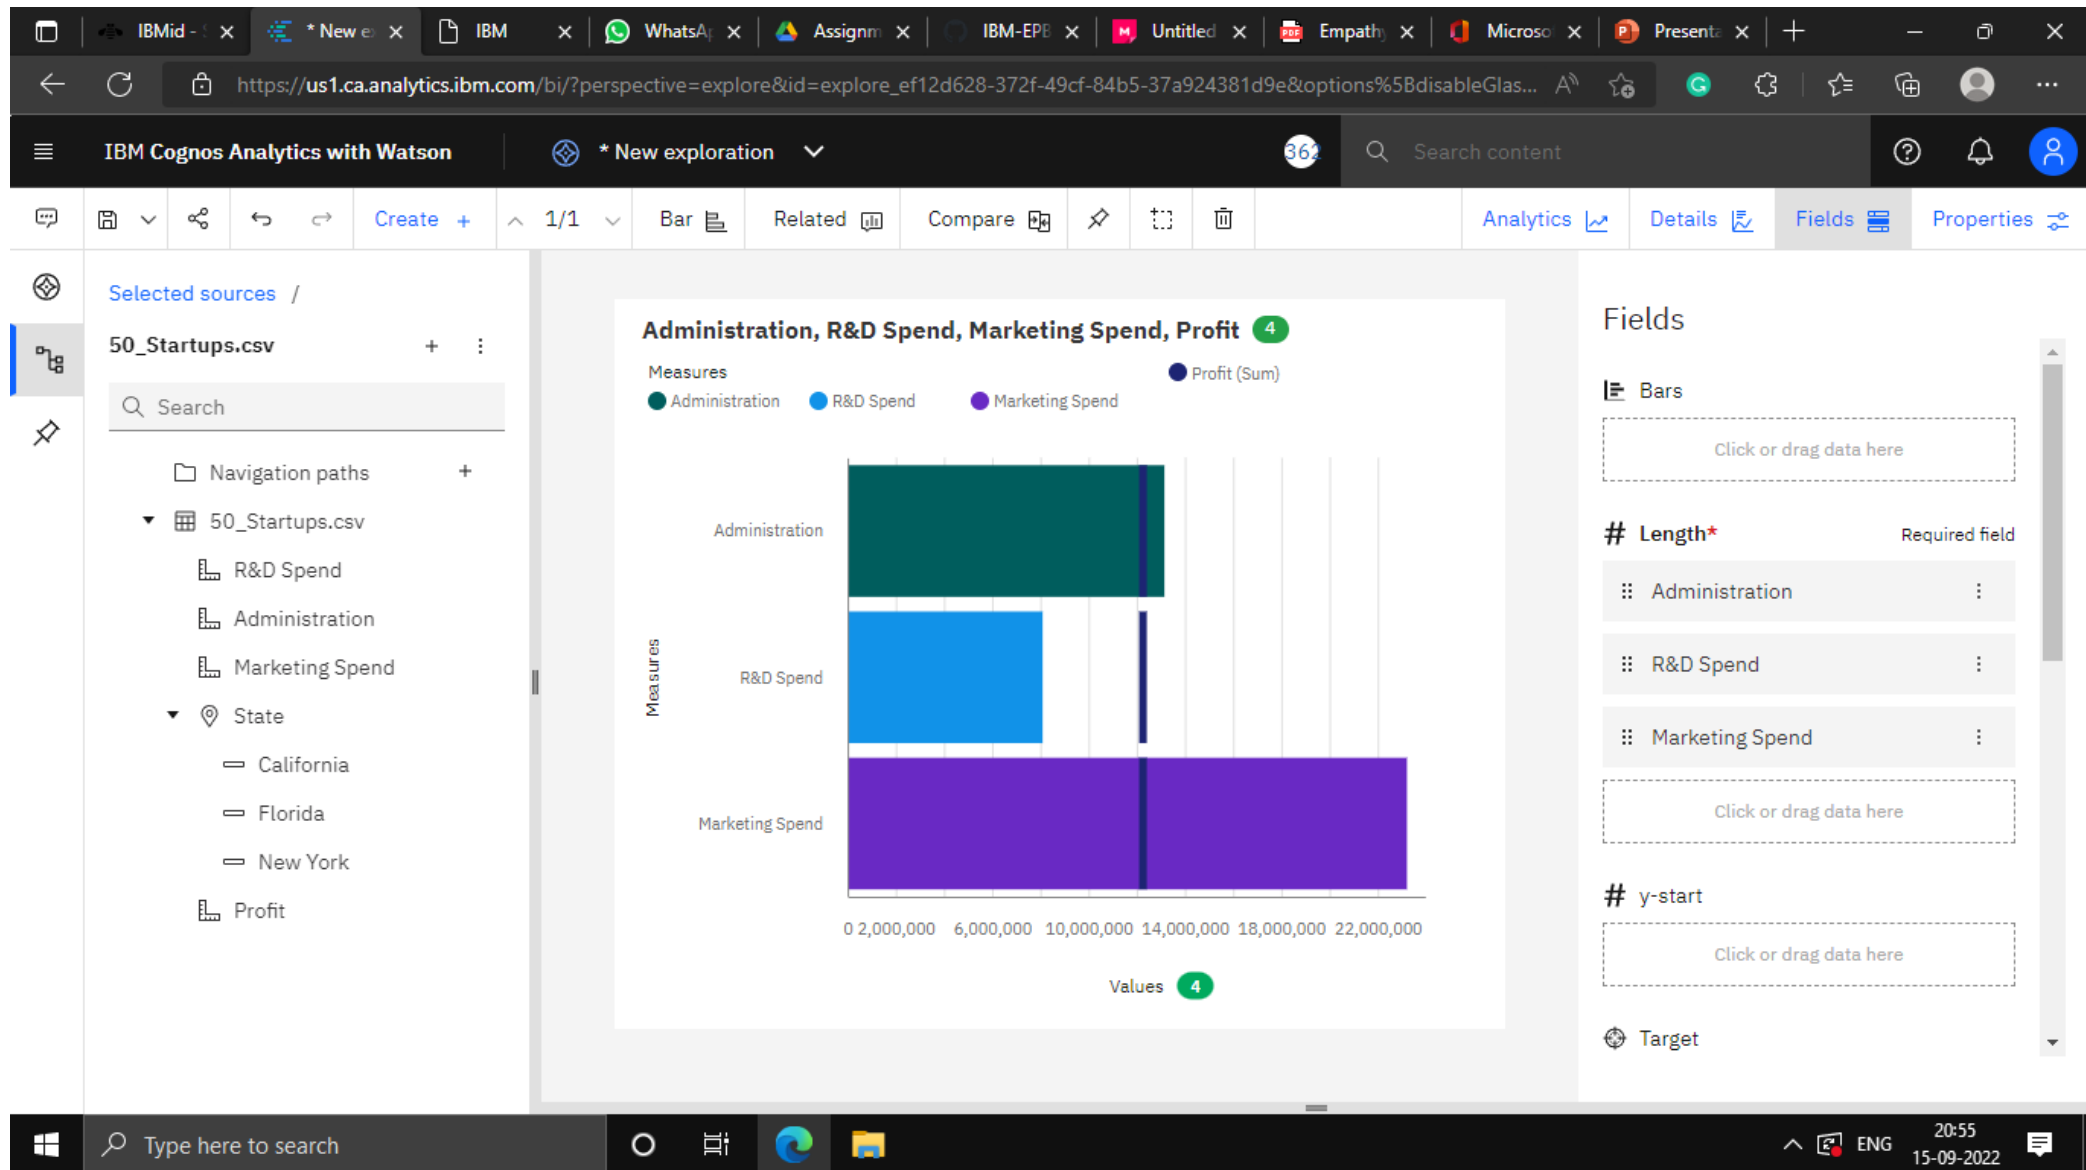 IBMid - S
* New e
IBM
WhatsAp
Assignm
IBM-EPB
Untitled
Empathy
Microso
Presenta
https://us1.ca.analytics.ibm.com/bi/?perspective=explore&id=explore_ef12d628-372f-49cf-84b5-37a924381d9e&options%5BdisableGlas...
IBM Cognos Analytics with Watson
* New exploration
362
Search content
Create +
1/1
Bar
Related
Compare
Analytics
Details
Fields
Properties
Selected sources /
50_Startups.csv
Search
Navigation paths
50_Startups.csv
R&D Spend
Administration
Marketing Spend
State
California
Florida
New York
Profit
Administration, R&D Spend, Marketing Spend, Profit 4
Measures
Profit (Sum)
Administration
R&D Spend
Marketing Spend
Measures
Administration
R&D Spend
Marketing Spend
0 2,000,000 6,000,000 10,000,000 14,000,000 18,000,000 22,000,000
Values 4
Fields
Bars
Click or drag data here
Length*
Required field
Administration
R&D Spend
Marketing Spend
Click or drag data here
y-start
Click or drag data here
Target
Type here to search
ENG
20:55
15-09-2022